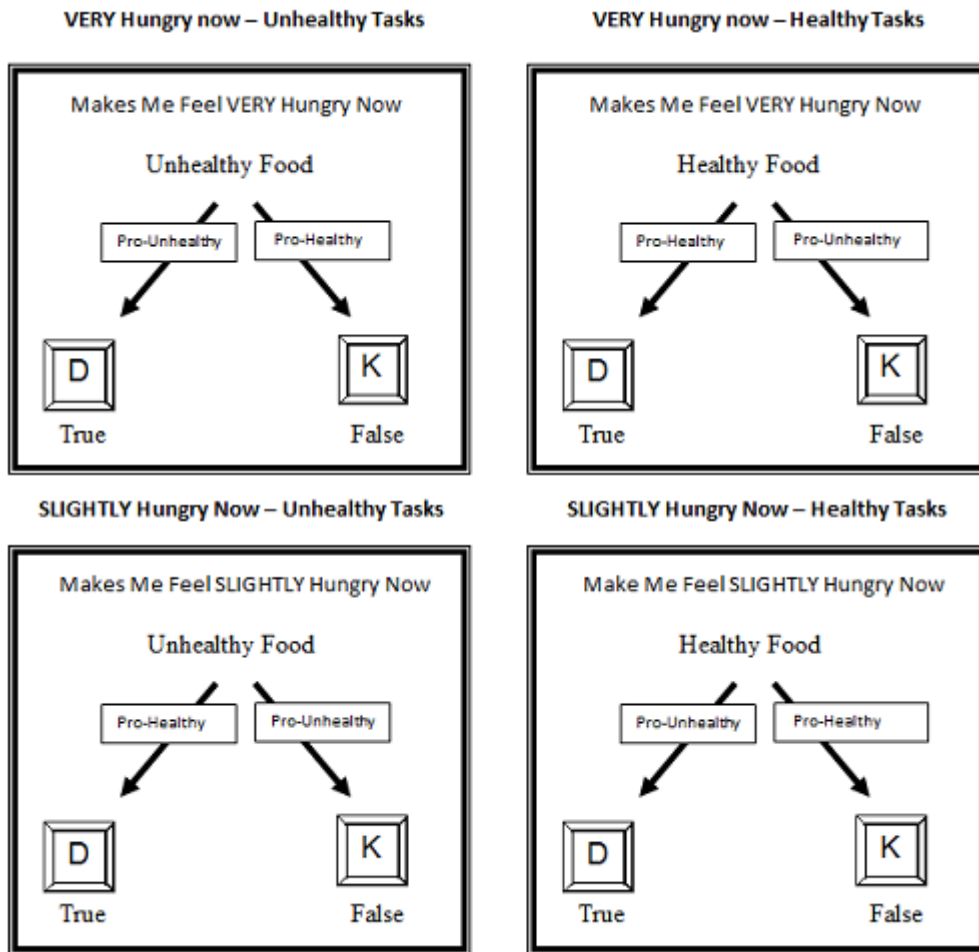 VERY Hungry now – Unhealthy Tasks
Makes Me Feel VERY Hungry Now
Unhealthy Food
Pro-Unhealthy
Pro-Healthy
D
K
True
False
VERY Hungry now – Healthy Tasks
Makes Me Feel VERY Hungry Now
Healthy Food
Pro-Healthy
Pro-Unhealthy
D
K
True
False
SLIGHTLY Hungry Now – Unhealthy Tasks
Makes Me Feel SLIGHTLY Hungry Now
Unhealthy Food
Pro-Healthy
Pro-Unhealthy
D
K
True
False
SLIGHTLY Hungry Now – Healthy Tasks
Make Me Feel SLIGHTLY Hungry Now
Healthy Food
Pro-Unhealthy
Pro-Healthy
D
K
True
False